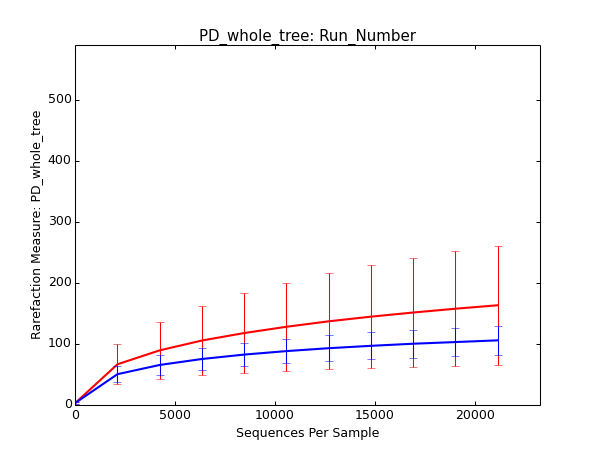 PD_whole_tree: Run_Number
Rarefaction Measure: PD_whole_tree
500
400
300
200
100
0
0 5000 10000 15000 20000
Sequences Per Sample